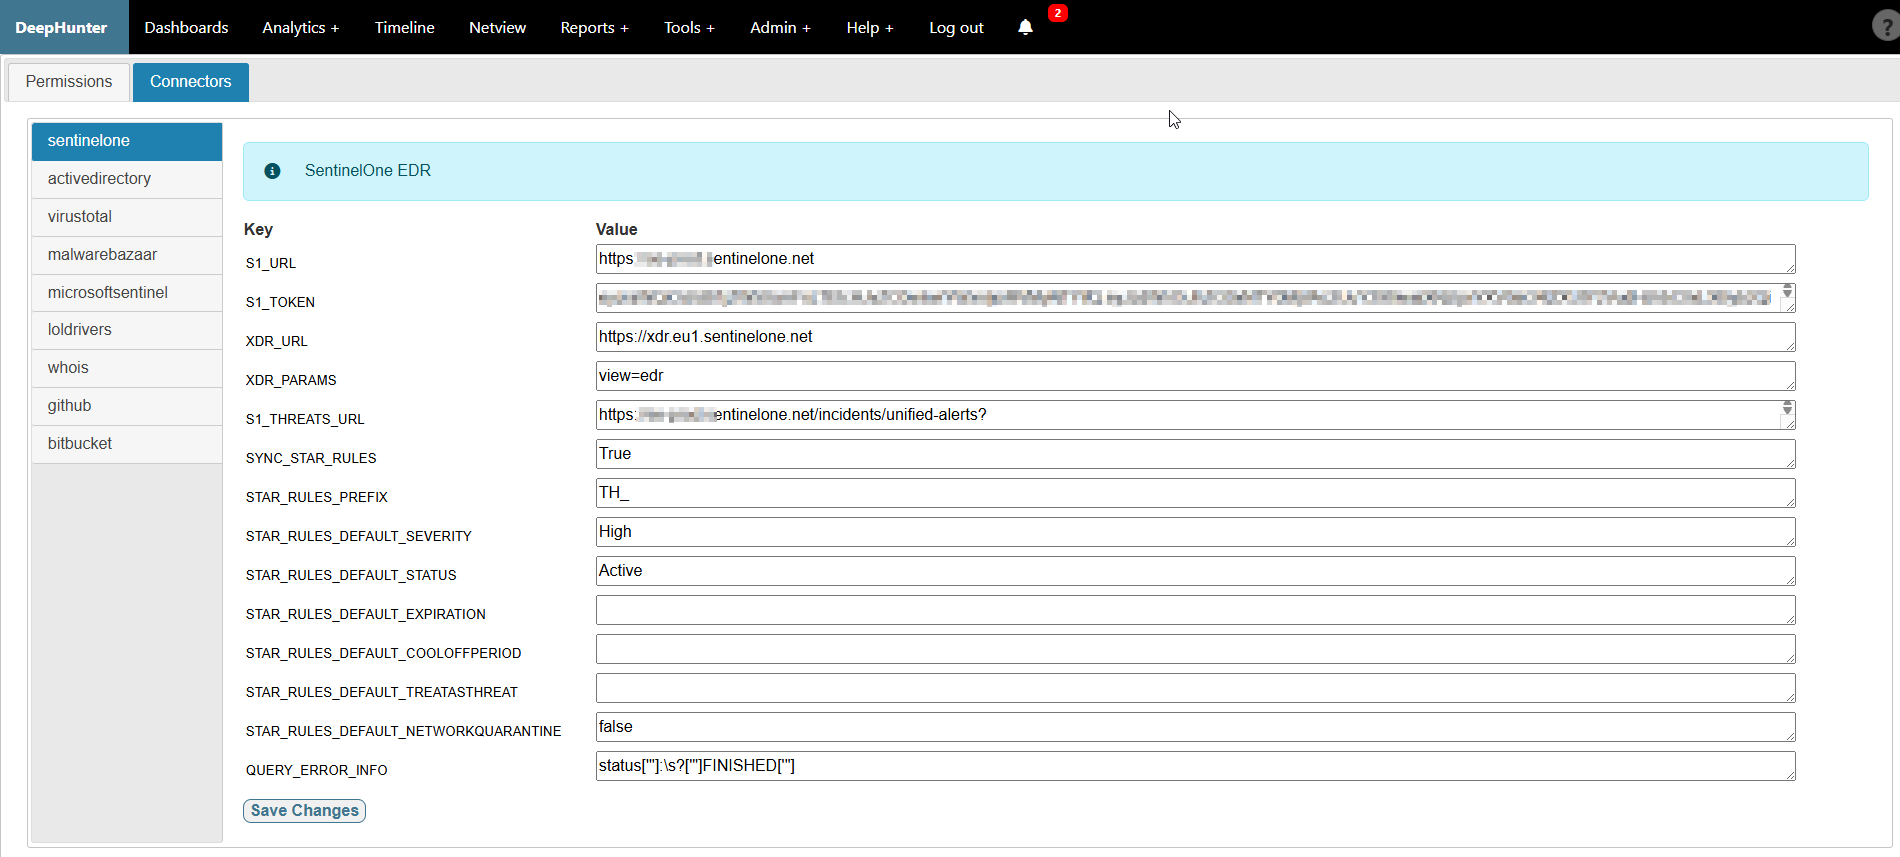 DeepHunter Dashboards Analytics + Timeline Netview Reports + Tools + Admin + Help + Log out 2 ?
Permissions Connectors
sentinelone
activedirectory
virustotal
malwarebazaar
microsoftsentinel
loldrivers
whois
github
bitbucket
SentinelOne EDR
Key Value
S1_URL https entinelone.net
S1_TOKEN
XDR_URL https://xdr.eu1.sentinelone.net
XDR_PARAMS view=edr
S1_THREATS_URL https: entinelone.net/incidents/unified-alerts?
SYNC_STAR_RULES True
STAR_RULES_PREFIX TH_
STAR_RULES_DEFAULT_SEVERITY High
STAR_RULES_DEFAULT_STATUS Active
STAR_RULES_DEFAULT_EXPIRATION
STAR_RULES_DEFAULT_COOLOFFPERIOD
STAR_RULES_DEFAULT_TREATASTHREAT
STAR_RULES_DEFAULT_NETWORKQUARANTINE false
QUERY_ERROR_INFO status['"]:\s?['"]FINISHED['"]
Save Changes